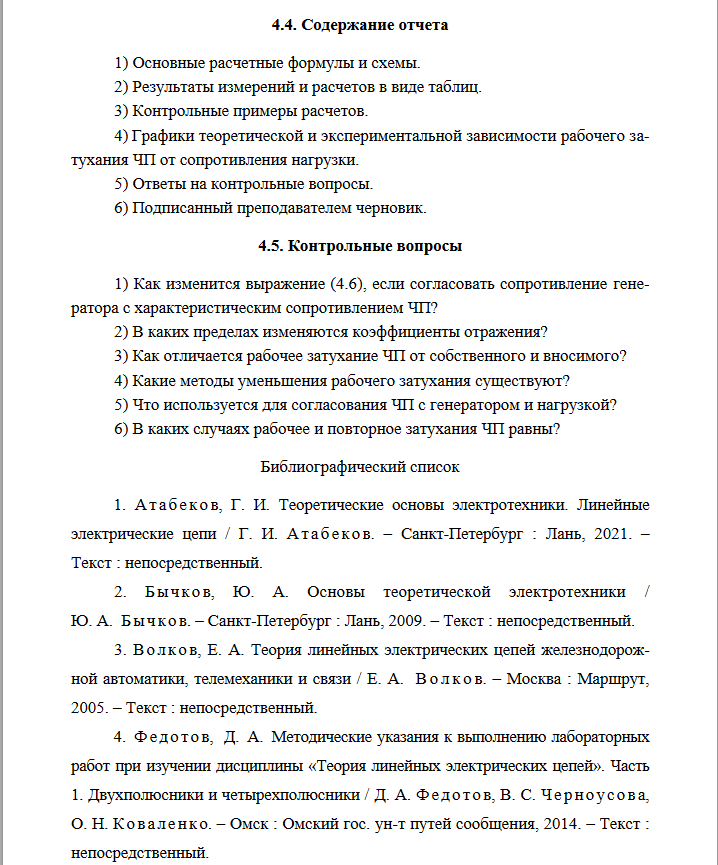 4.4. Содержание отчета
1) Основные расчетные формулы и схемы.
2) Результаты измерений и расчетов в виде таблиц.
3) Контрольные примеры расчетов.
4) Графики теоретической и экспериментальной зависимости рабочего за-
тухания ЧП от сопротивления нагрузки.
5) Ответы на контрольные вопросы.
6) Подписанный преподавателем черновик.
4.5. Контрольные вопросы
1) Как изменится выражение (4.6), если согласовать сопротивление гене-
ратора с характеристическим сопротивлением ЧП?
2) В каких пределах изменяются коэффициенты отражения?
3) Как отличается рабочее затухание ЧП от собственного и вносимого?
4) Какие методы уменьшения рабочего затухания существуют?
5) Что используется для согласования ЧП с генератором и нагрузкой?
6) В каких случаях рабочее и повторное затухания ЧП равны?
Библиографический список
1. Атабеков, Г. И. Теоретические основы электротехники. Линейные
электрические цепи / Г. И. Атабеков. – Санкт-Петербург : Лань, 2021. –
Текст : непосредственный.
2. Бычков, Ю. А. Основы теоретической электротехники /
Ю. А. Бычков. – Санкт-Петербург : Лань, 2009. – Текст : непосредственный.
3. Волков, Е. А. Теория линейных электрических цепей железнодорож-
ной автоматики, телемеханики и связи / Е. А. Волков. – Москва : Маршрут,
2005. – Текст : непосредственный.
4. Федотов, Д. А. Методические указания к выполнению лабораторных
работ при изучении дисциплины «Теория линейных электрических цепей». Часть
1. Двухполюсники и четырехполюсники / Д. А. Федотов, В. С. Черноусова,
О. Н. Коваленко. – Омск : Омский гос. ун-т путей сообщения, 2014. – Текст :
непосредственный.